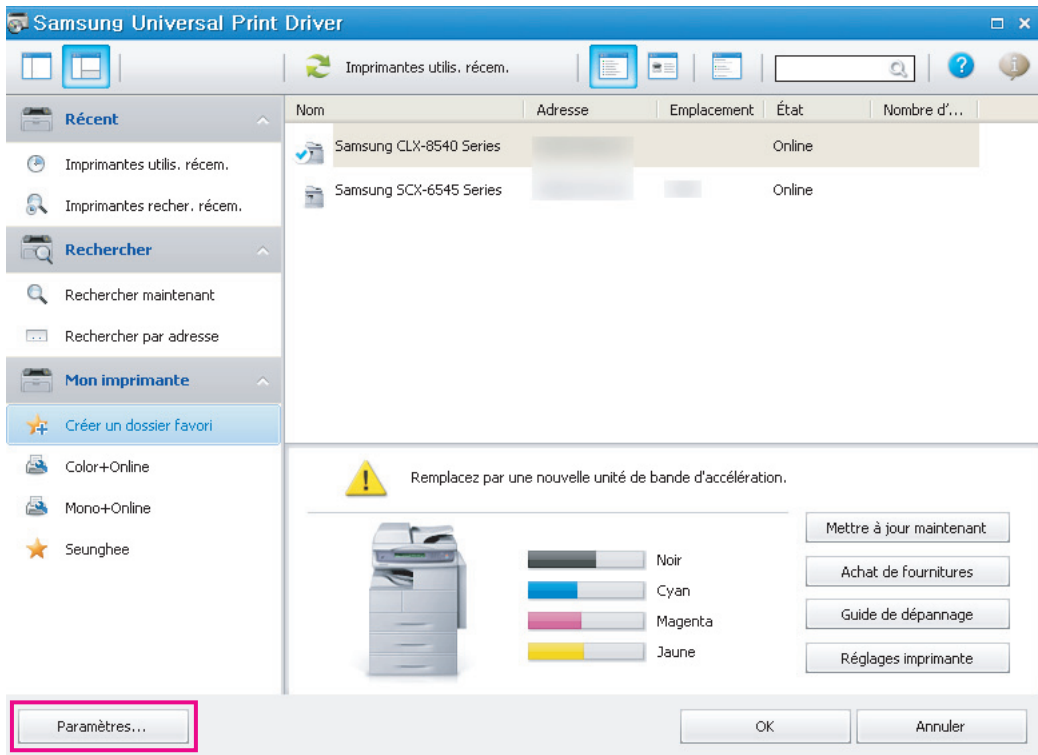 Samsung Universal Print Driver
Imprimantes utilis. récem.
Récent
Imprimantes utilis. récem.
Imprimantes recher. récem.
Rechercher
Rechercher maintenant
Rechercher par adresse
Mon imprimante
Créer un dossier favori
Color+Online
Mono+Online
Seunghee
Nom Adresse Emplacement État Nombre d'...
Samsung CLX-8540 Series Online
Samsung SCX-6545 Series Online
Remplacez par une nouvelle unité de bande d'accélération.
Noir
Cyan
Magenta
Jaune
Mettre à jour maintenant
Achat de fournitures
Guide de dépannage
Réglages imprimante
Paramètres...
OK
Annuler